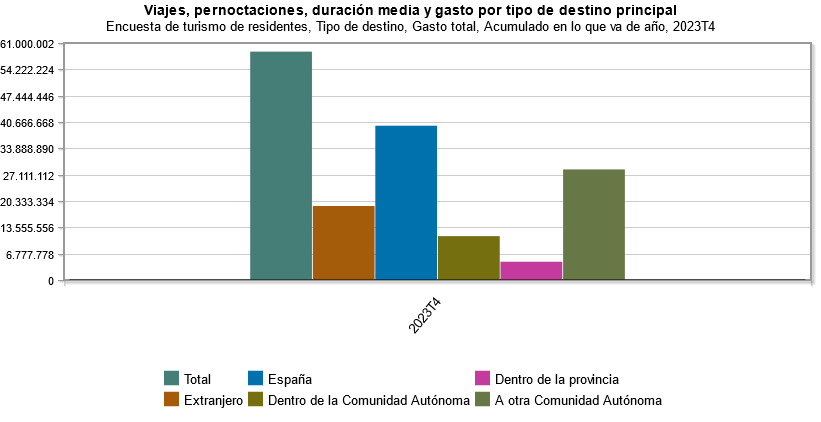 Viajes, pernoctaciones, duración media y gasto por tipo de destino principal
Encuesta de turismo de residentes, Tipo de destino, Gasto total, Acumulado en lo que va de año, 2023T4
61.000.002
54.222.224
47.444.446
40.666.668
33.888.890
27.111.112
20.333.334
13.555.556
6.777.778
0
2023T4
Total
España
Dentro de la provincia
Extranjero
Dentro de la Comunidad Autónoma
A otra Comunidad Autónoma